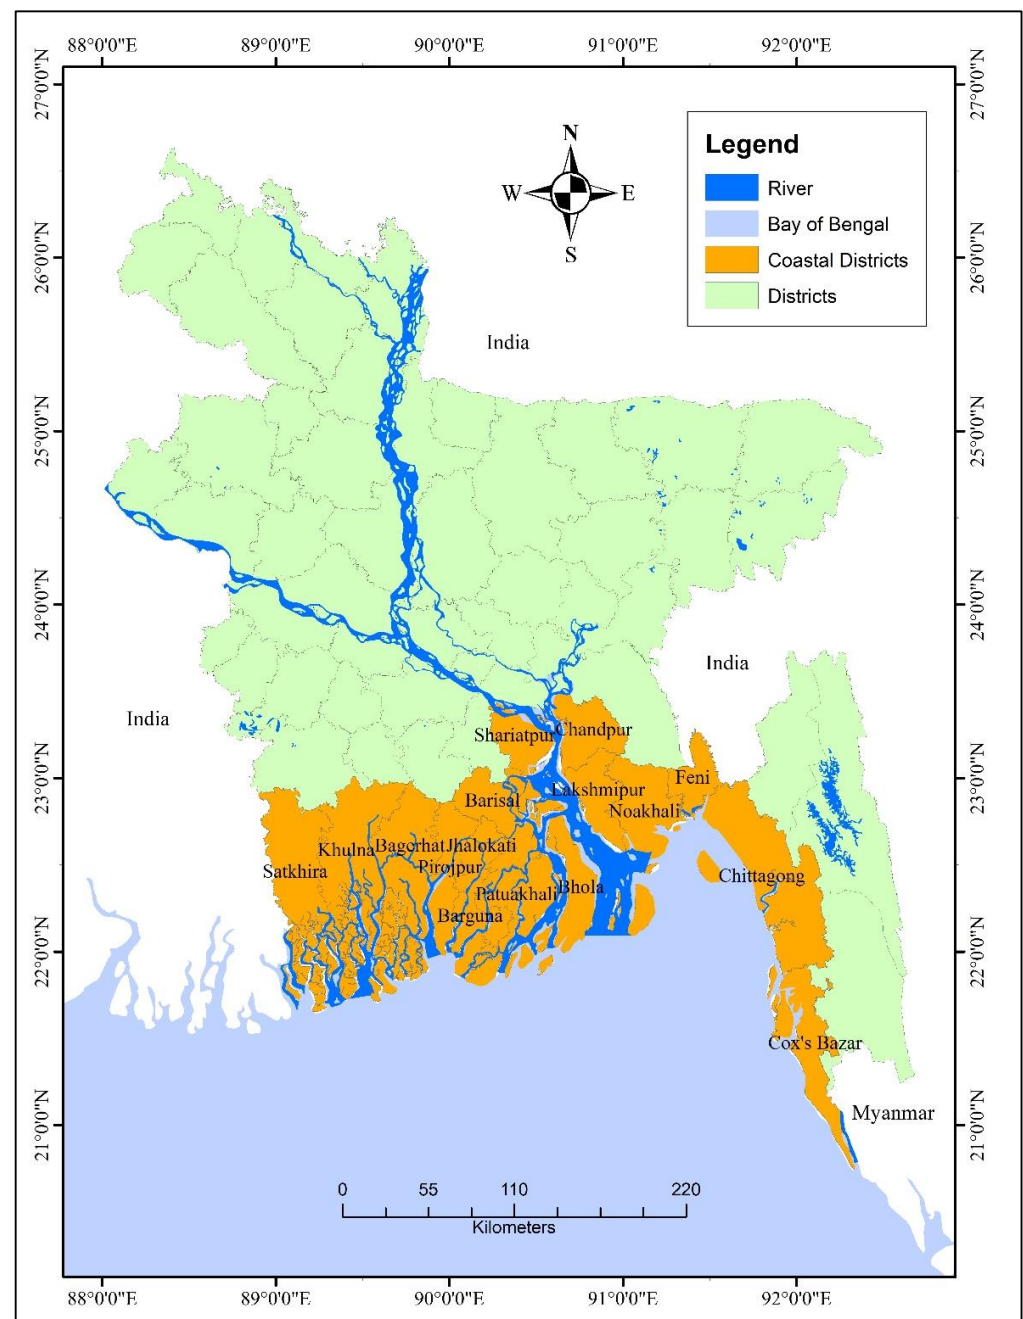 88°0'0"E 89°0'0"E 90°0'0"E 91°0'0"E 92°0'0"E
27°0'0"N 27°0'0"N
Legend
N
W E
S
River
Bay of Bengal
Coastal Districts
Districts
26°0'0"N 26°0'0"N
India
25°0'0"N 25°0'0"N
24°0'0"N 24°0'0"N
India
India
Shariatpur Chandpur
23°0'0"N 23°0'0"N
Feni
Lakshmipur
Barisal
Noakhali
Khulna Bagerhat Jhalokati
Pirojpur
Satkhira
Chittagong
Patuakhali Bhola
Barguna
22°0'0"N 22°0'0"N
Cox's Bazar
Myanmar
21°0'0"N 21°0'0"N
0 55 110 220
Kilometers
88°0'0"E 89°0'0"E 90°0'0"E 91°0'0"E 92°0'0"E